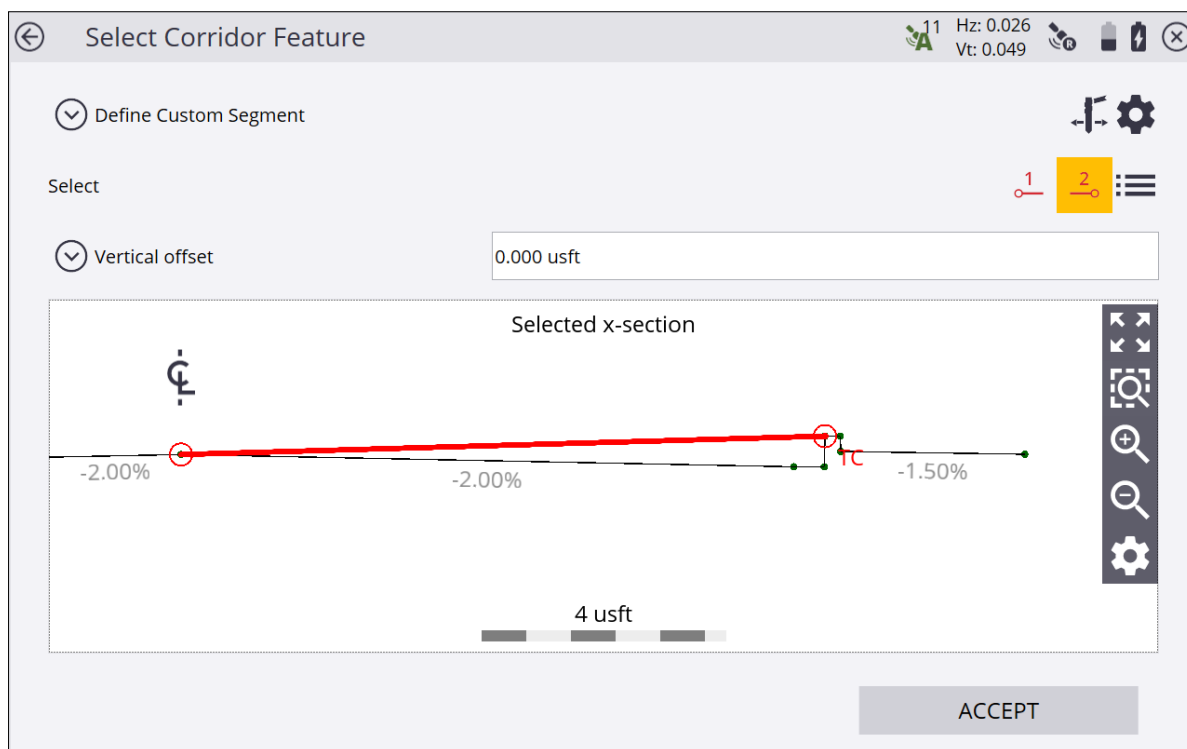 Select Corridor Feature
11
Hz: 0.026
Vt: 0.049
A
R
Define Custom Segment
Select
1
2
Vertical offset
0.000 usft
Selected x-section
℄
TC
-2.00%
-2.00%
-1.50%
4 usft
ACCEPT